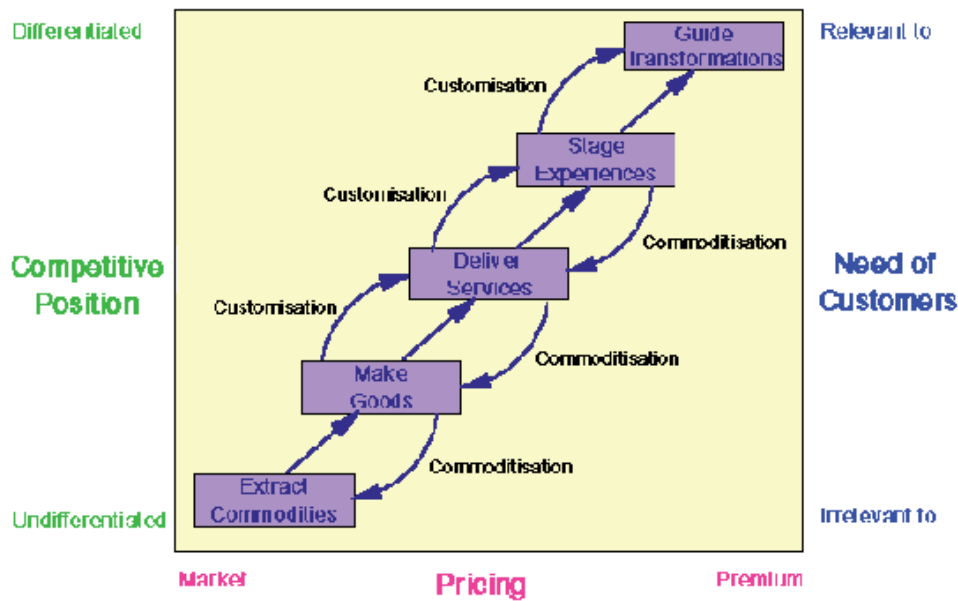 Differentiated
Guide
Transformations
Relevant to
Customisation
Stage
Experiences
Customisation
Commoditisation
Competitive
Position
Deliver
Services
Need of
Customers
Customisation
Commoditisation
Make
Goods
Commoditisation
Extract
Commodities
Undifferentiated
Irrelevant to
Market
Pricing
Premium